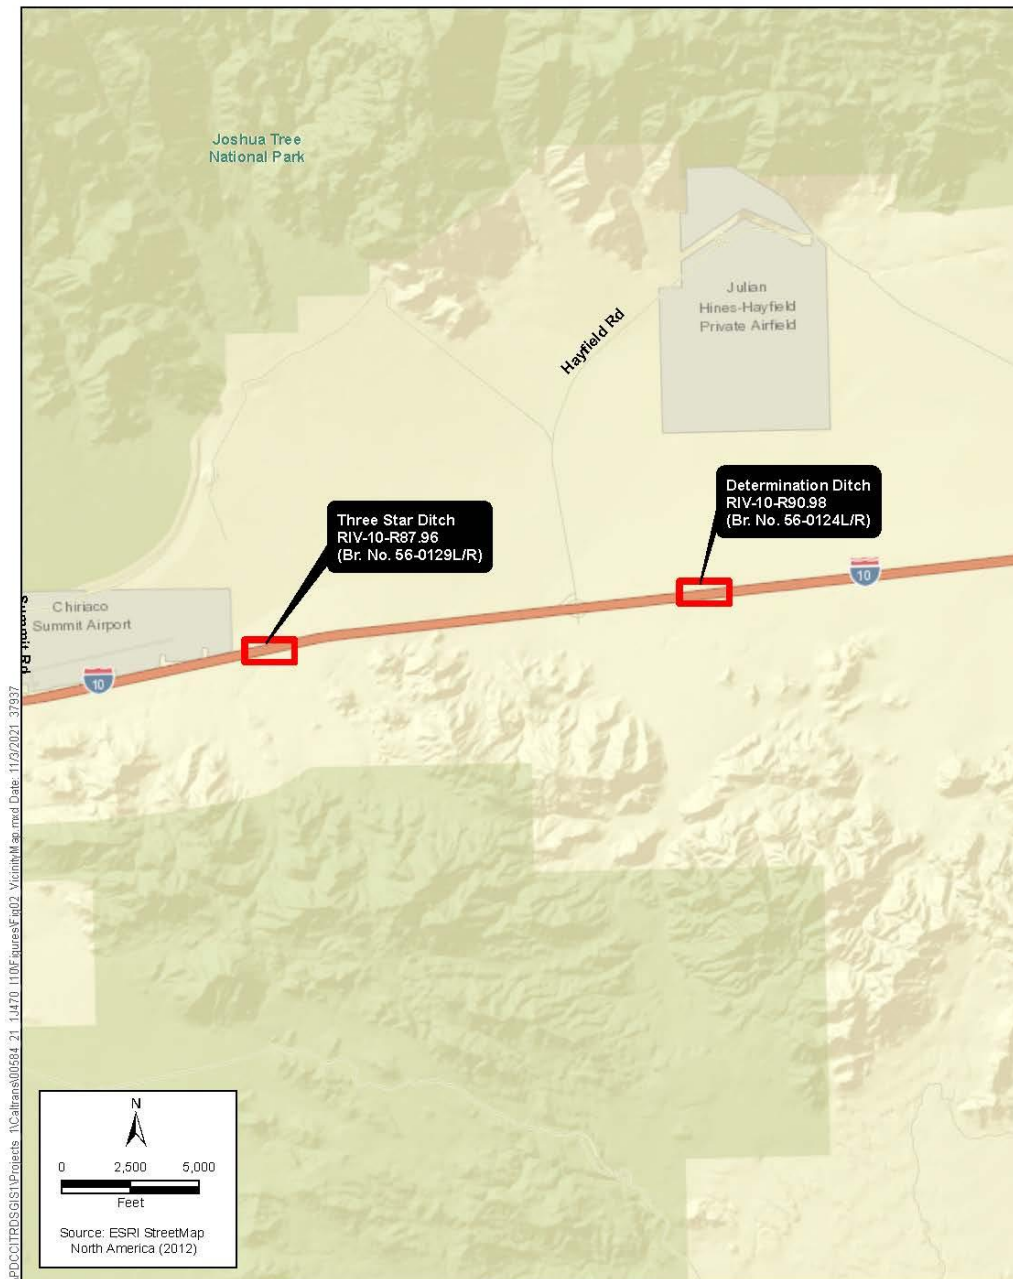 Joshua Tree
National Park
Julian
Hines-Hayfield
Private Airfield
Hayfield Rd
Determination Ditch
RIV-10-R90.98
(Br. No. 56-0124L/R)
Three Star Ditch
RIV-10-R87.96
(Br. No. 56-0129L/R)
10
Chiriaco
Summit Airport
Summit Rd
10
N
0 2,500 5,000
Feet
Source: ESRI StreetMap
North America (2012)
\PDCCITRDSGIS1\Projects_1\Caltrans\00584_21_1J470_I10\Figures\Fig02_VicinityMap.mxd Date: 11/3/2021 37937